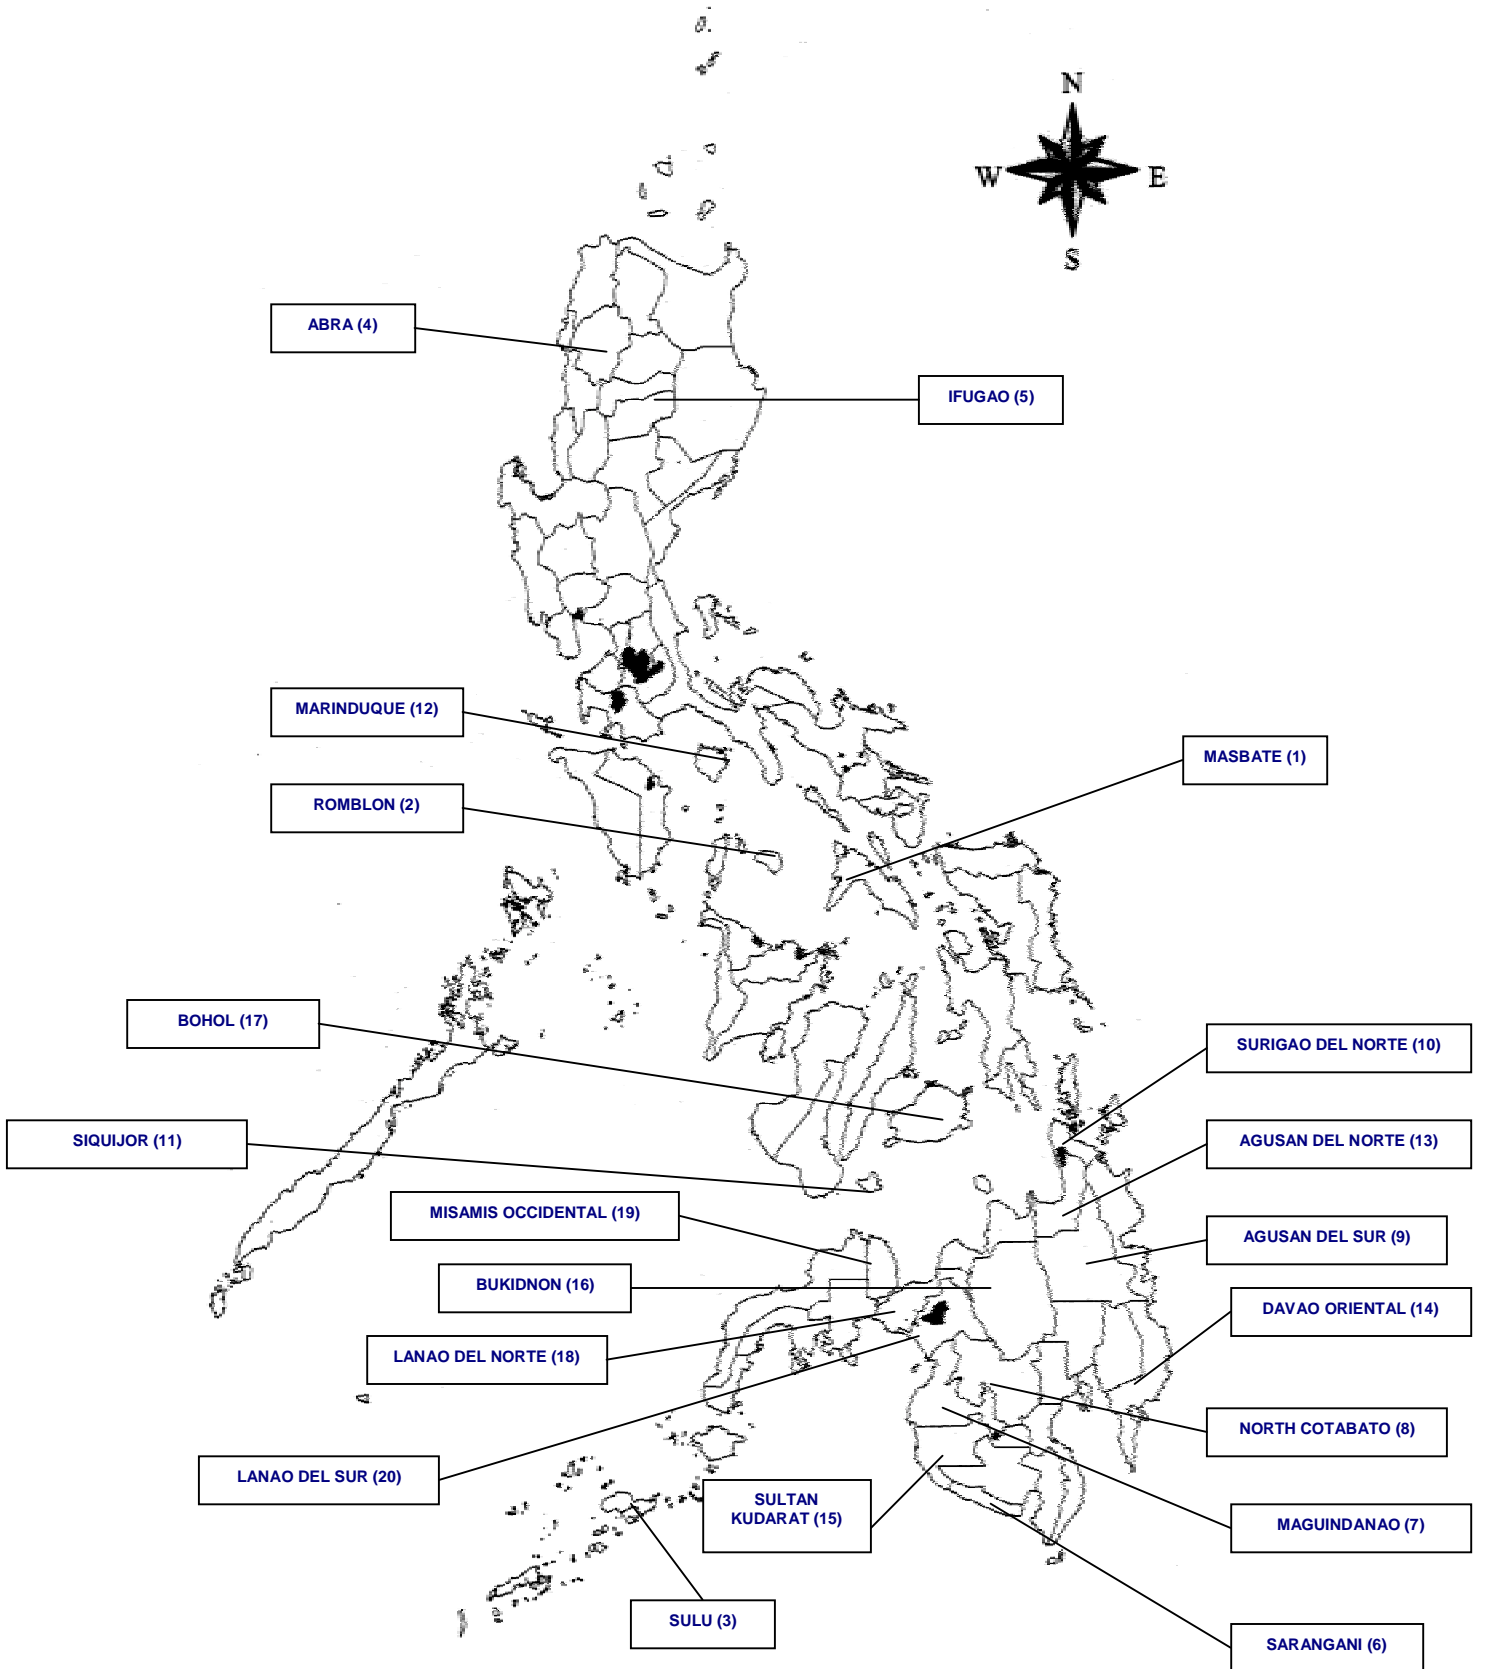 N
W
E
S
ABRA (4)
IFUGAO (5)
MARINDUQUE (12)
MASBATE (1)
ROMBLON (2)
BOHOL (17)
SURIGAO DEL NORTE (10)
SIQUIJOR (11)
AGUSAN DEL NORTE (13)
MISAMIS OCCIDENTAL (19)
AGUSAN DEL SUR (9)
BUKIDNON (16)
DAVAO ORIENTAL (14)
LANAO DEL NORTE (18)
NORTH COTABATO (8)
LANAO DEL SUR (20)
SULTAN
KUDARAT (15)
MAGUINDANAO (7)
SULU (3)
SARANGANI (6)